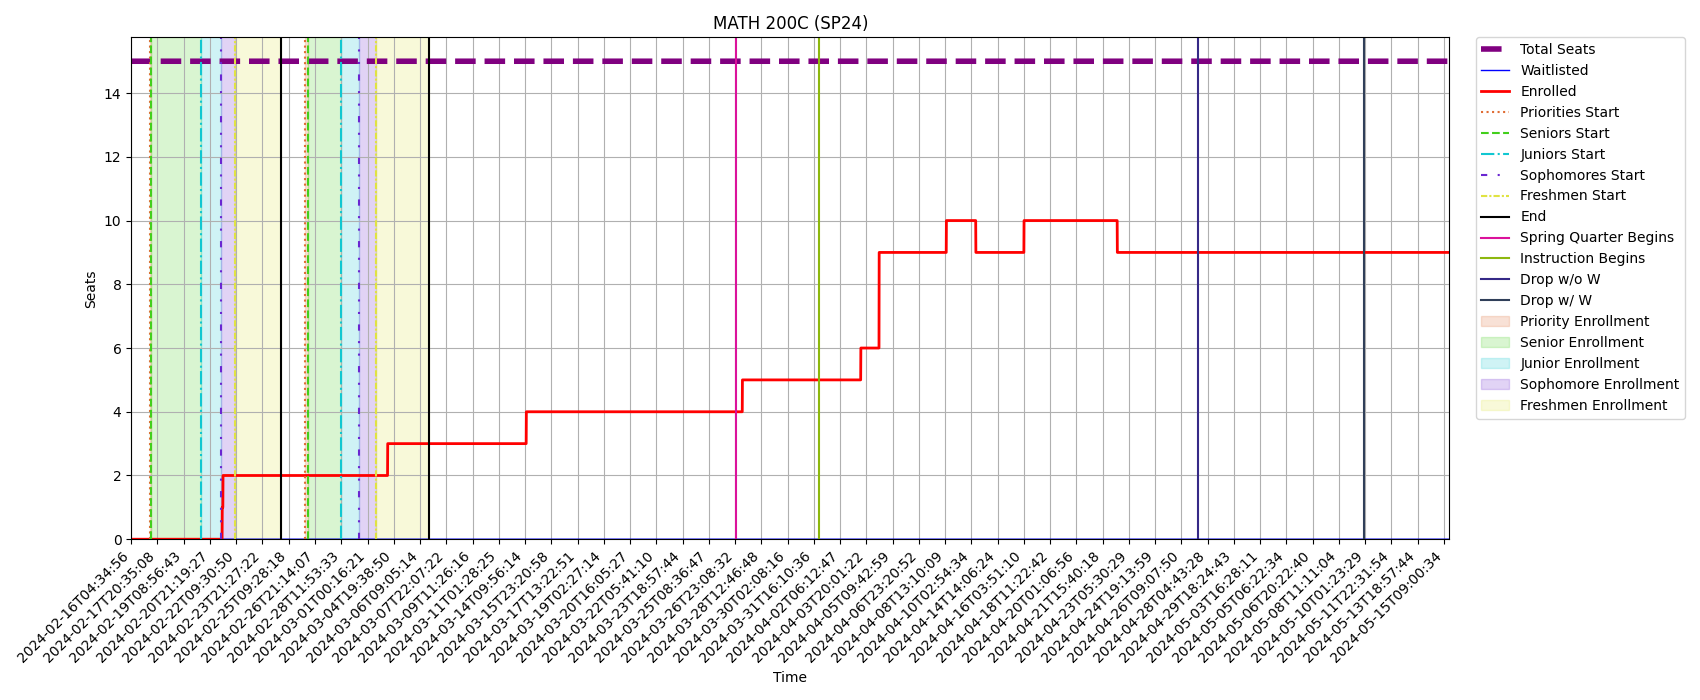 MATH 200C (SP24)
Seats
14
12
10
8
6
4
2
0
2024-02-16T04:34:56
2024-02-17T20:35:08
2024-02-19T08:56:43
2024-02-20T21:19:27
2024-02-22T09:30:50
2024-02-23T21:27:22
2024-02-25T09:28:18
2024-02-26T21:14:07
2024-02-28T11:53:33
2024-03-01T00:16:21
2024-03-04T19:38:50
2024-03-06T09:05:14
2024-03-07T22:07:22
2024-03-11T01:26:16
2024-03-12T11:28:25
2024-03-14T09:56:14
2024-03-15T23:20:58
2024-03-17T13:22:51
2024-03-19T02:27:14
2024-03-20T16:05:27
2024-03-22T05:41:10
2024-03-23T18:57:44
2024-03-25T08:36:47
2024-03-26T23:08:32
2024-03-28T12:46:48
2024-03-30T02:08:16
2024-03-31T16:10:36
2024-04-02T06:12:47
2024-04-03T20:01:22
2024-04-05T09:42:59
2024-04-06T23:20:52
2024-04-08T13:10:09
2024-04-10T02:54:34
2024-04-14T14:06:24
2024-04-16T03:51:10
2024-04-18T11:22:42
2024-04-20T01:06:56
2024-04-21T15:40:18
2024-04-23T05:30:29
2024-04-24T19:13:59
2024-04-26T09:07:50
2024-04-28T04:43:28
2024-04-29T18:24:43
2024-05-03T16:28:11
2024-05-05T06:22:34
2024-05-06T20:22:40
2024-05-08T11:11:04
2024-05-10T01:23:29
2024-05-11T22:31:54
2024-05-13T18:57:44
2024-05-15T09:00:34
Time
Total Seats
Waitlisted
Enrolled
Priorities Start
Seniors Start
Juniors Start
Sophomores Start
Freshmen Start
End
Spring Quarter Begins
Instruction Begins
Drop w/o W
Drop w/ W
Priority Enrollment
Senior Enrollment
Junior Enrollment
Sophomore Enrollment
Freshmen Enrollment